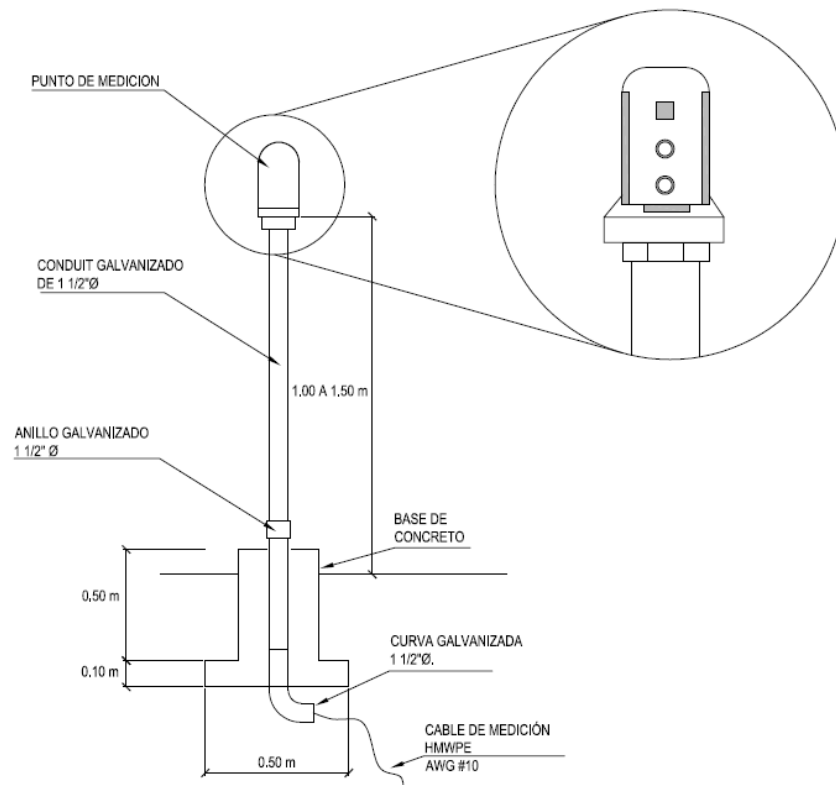 PUNTO DE MEDICION
CONDUIT GALVANIZADO
DE 1 1/2"Ø
1.00 A 1.50 m
ANILLO GALVANIZADO
1 1/2" Ø
BASE DE
CONCRETO
0.50 m
0.10 m
CURVA GALVANIZADA
1 1/2"Ø.
CABLE DE MEDICIÓN
HMWPE
AWG #10
0.50 m